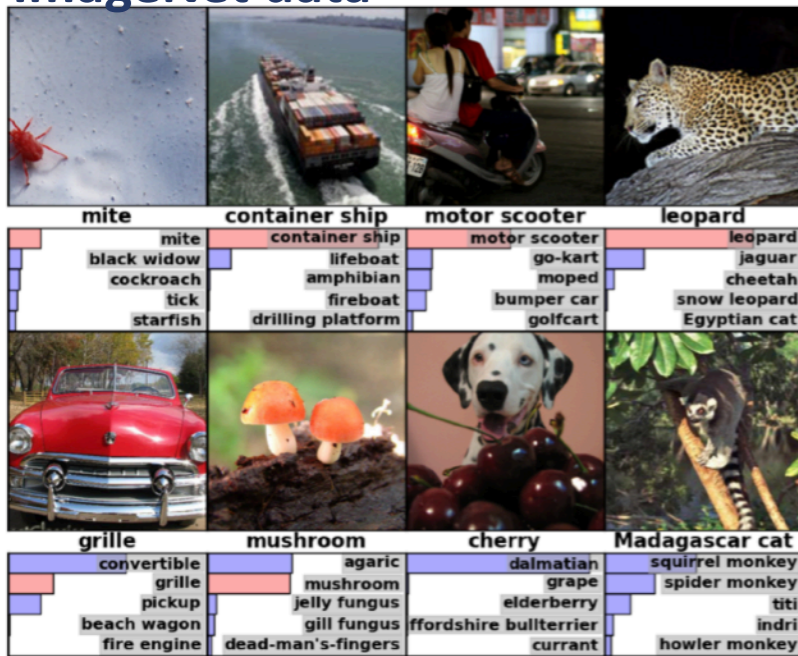 ImageNet data
mite
container ship
motor scooter
leopard
mite
black widow
cockroach
tick
starfish
container ship
lifeboat
amphibian
fireboat
drilling platform
motor scooter
go-kart
moped
bumper car
golfcart
leopard
jaguar
cheetah
snow leopard
Egyptian cat
grille
mushroom
cherry
Madagascar cat
convertible
grille
pickup
beach wagon
fire engine
agaric
mushroom
jelly fungus
gill fungus
dead-man's-fingers
dalmatian
grape
elderberry
ffordshire bullterrier
currant
squirrel monkey
spider monkey
titi
indri
howler monkey